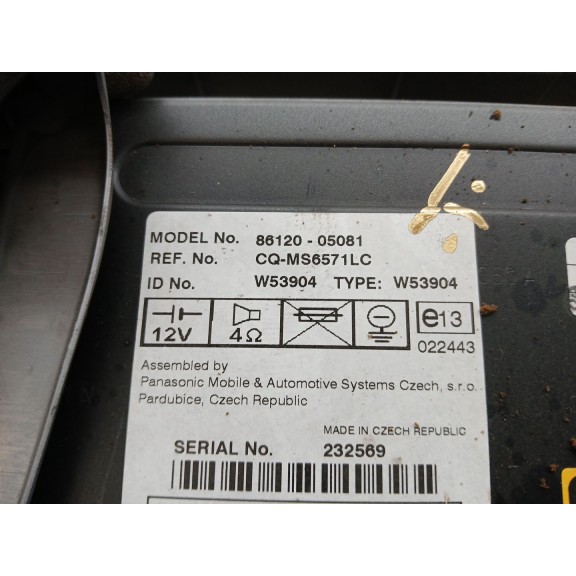 MODEL No. 86120 - 05081
REF. No. CQ-MS6571LC
ID No. W53904 TYPE: W53904
12V 4Ω e13
022443
Assembled by
Panasonic Mobile & Automotive Systems Czech, s.r.o.
Pardubice, Czech Republic
MADE IN CZECH REPUBLIC
SERIAL No. 232569